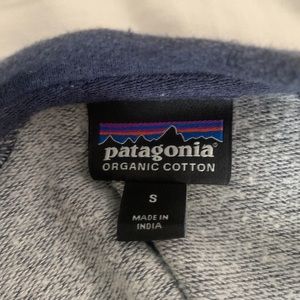 patagonia®
ORGANIC COTTON
S
MADE IN
INDIA